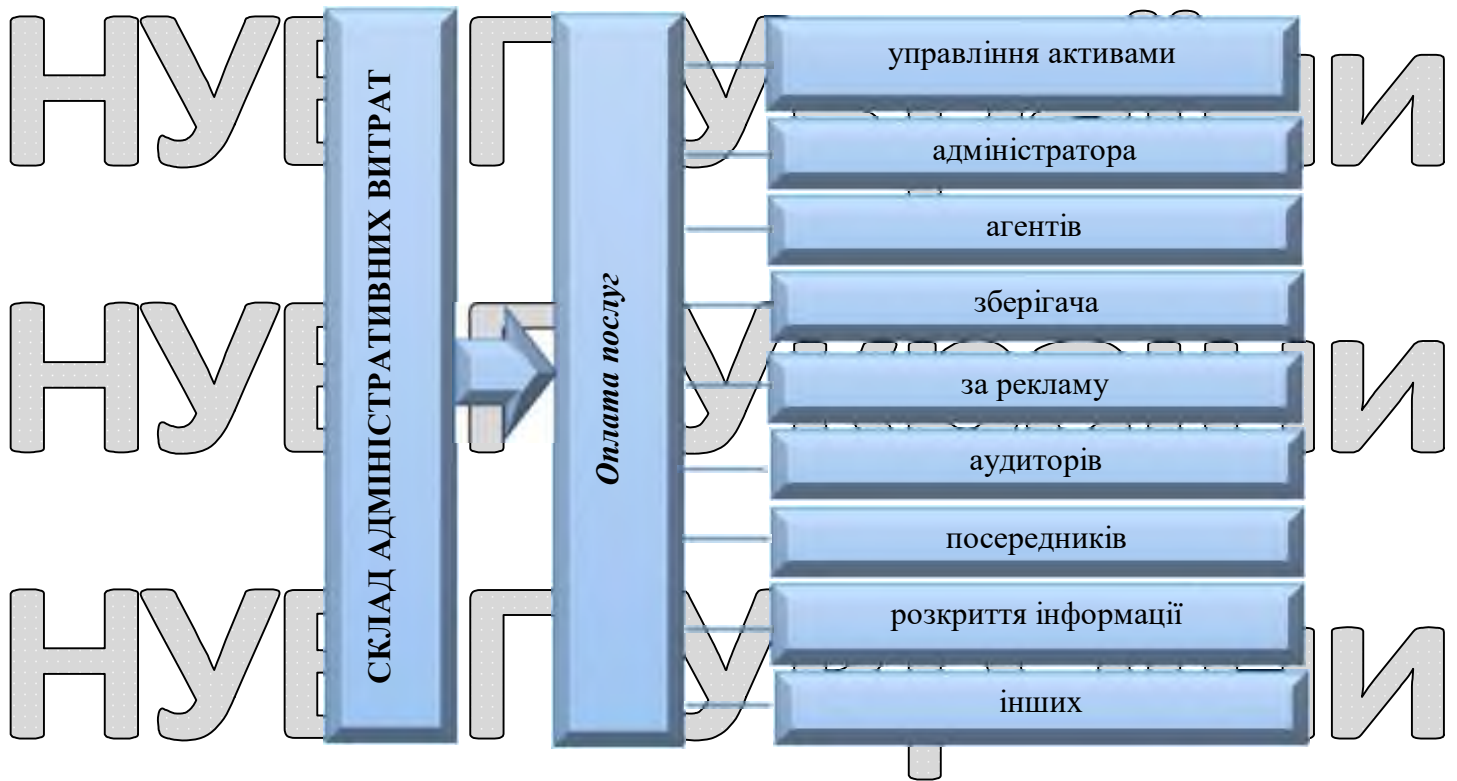 СКЛАД АДМІНІСТРАТИВНИХ ВИТРАТ
Оплата послуг
управління активами
адміністратора
агентів
зберігача
за рекламу
аудиторів
посередників
розкриття інформації
інших